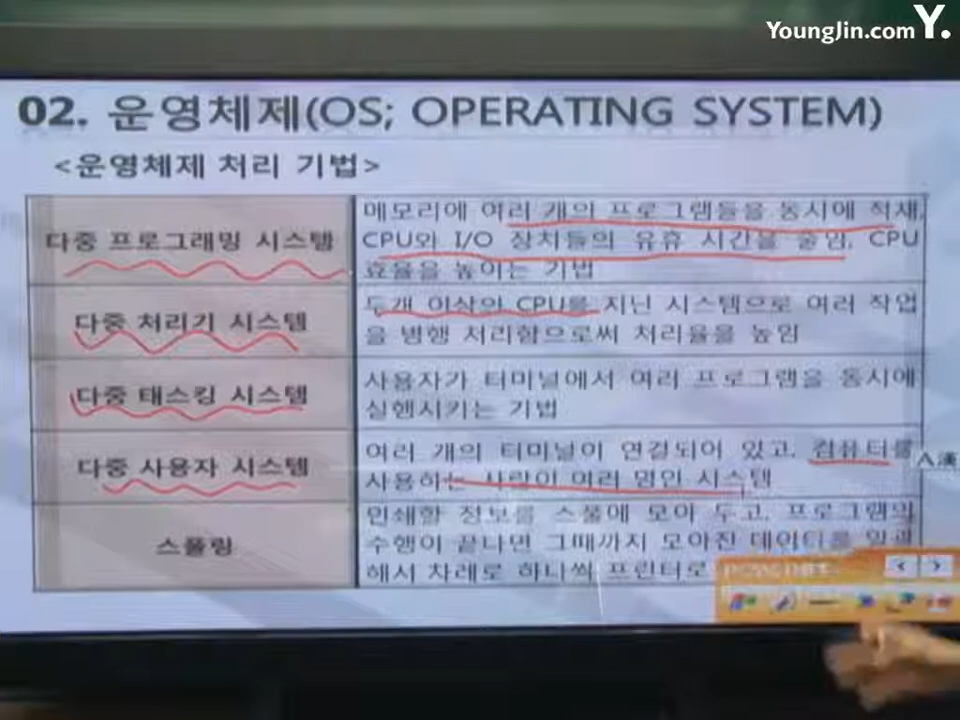 YoungJin.com Y.
02. 운영체제(OS; OPERATING SYSTEM)
<운영체제 처리 기법>
다중 프로그래밍 시스템
메모리에 여러 개의 프로그램들을 동시에 적재,
CPU와 I/O 장치들의 유휴 시간을 줄임, CPU
효율을 높이는 기법
다중 처리기 시스템
두개 이상의 CPU를 지닌 시스템으로 여러 작업
을 병행 처리함으로써 처리율을 높임
다중 태스킹 시스템
사용자가 터미널에서 여러 프로그램을 동시에
실행시키는 기법
다중 사용자 시스템
여러 개의 터미널이 연결되어 있고, 컴퓨터를
사용하는 사람이 여러 명인 시스템
스풀링
인쇄할 정보를 스풀에 모아 두고, 프로그램의
수행이 끝나면 그때까지 모아진 데이터를 일괄
해서 차례로 하나씩 프린터로
A漢